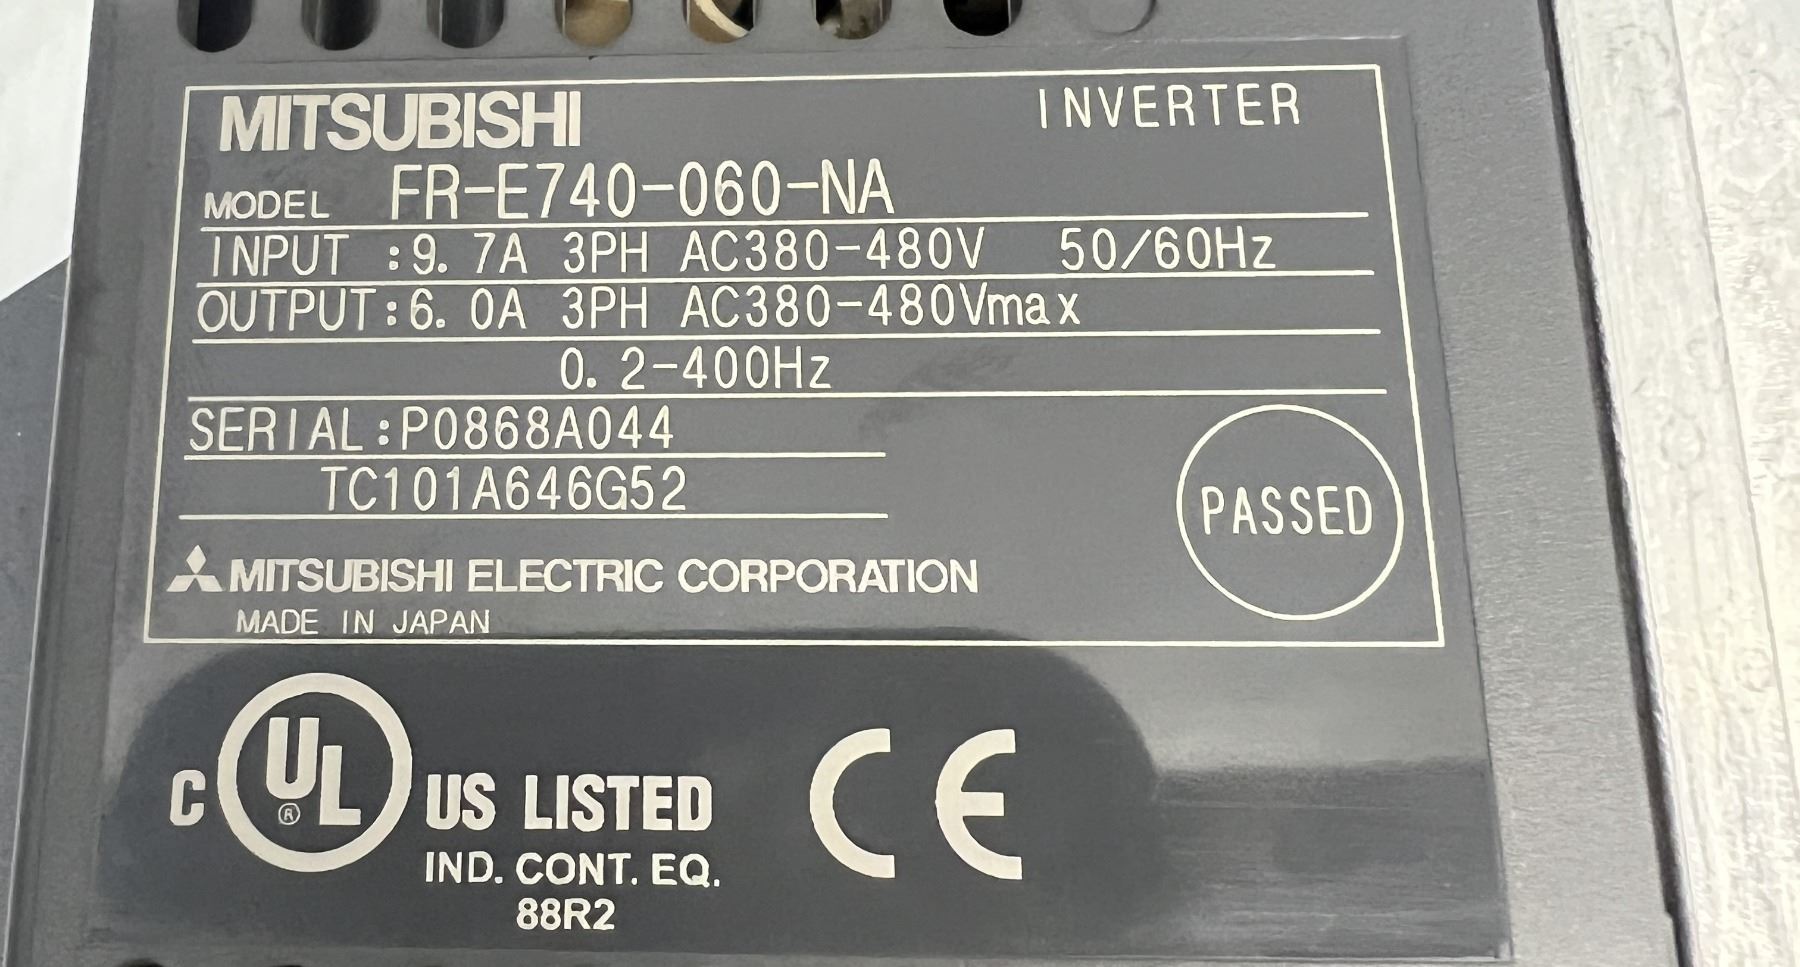 MITSUBISHI INVERTER
MODEL FR-E740-060-NA
INPUT :9.7A 3PH AC380-480V 50/60Hz
OUTPUT:6.0A 3PH AC380-480Vmax
0.2-400Hz
SERIAL:P0868A044
TC101A646G52
PASSED
MITSUBISHI ELECTRIC CORPORATION
MADE IN JAPAN
C UL ® US LISTED
IND. CONT. EQ.
88R2
CE